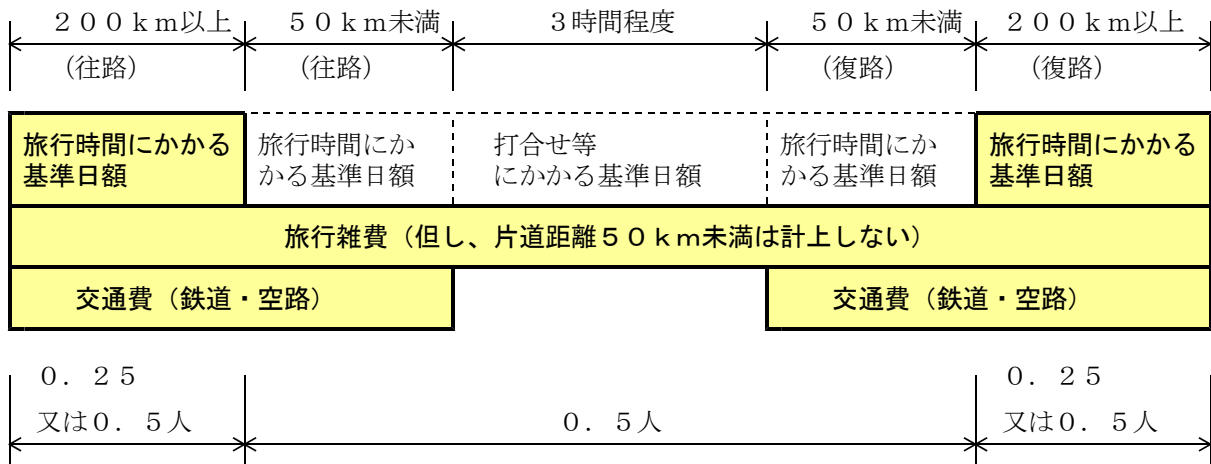 ２００ｋｍ以上 ５０ｋｍ未満 ３時間程度 ５０ｋｍ未満 ２００ｋｍ以上
（往路） （往路） （復路） （復路）
旅行時間にかかる 旅行時間にか 打合せ等 旅行時間にか 旅行時間にかかる
基準日額 かる基準日額 にかかる基準日額 かる基準日額 基準日額
旅行雑費（但し、片道距離５０ｋｍ未満は計上しない）
交通費（鉄道・空路） 交通費（鉄道・空路）
０．２５ ０．２５
又は０．５人 ０．５人 又は０．５人